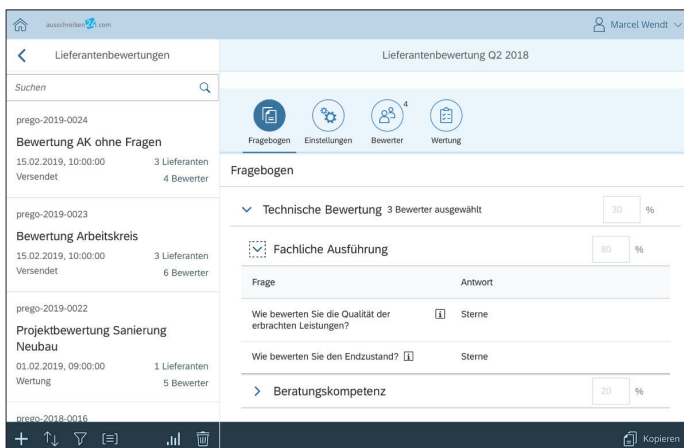 ausschreiben24.com
Marcel Wendt
Lieferantenbewertungen
Lieferantenbewertung Q2 2018
Suchen
prego-2019-0024
Bewertung AK ohne Fragen
15.02.2019, 10:00:00 3 Lieferanten
Versendet 4 Bewerter
prego-2019-0023
Bewertung Arbeitskreis
15.02.2019, 10:00:00 3 Lieferanten
Versendet 6 Bewerter
prego-2019-0022
Projektbewertung Sanierung
Neubau
01.02.2019, 09:00:00 1 Lieferanten
Wertung 5 Bewerter
prego-2018-0016
4
Fragebogen Einstellungen Bewerter Wertung
Fragebogen
Technische Bewertung 3 Bewerter ausgewählt 30 %
Fachliche Ausführung 80 %
Frage Antwort
Wie bewerten Sie die Qualität der Sterne
erbrachten Leistungen?
Wie bewerten Sie den Endzustand? Sterne
Beratungskompetenz 20 %
Kopieren